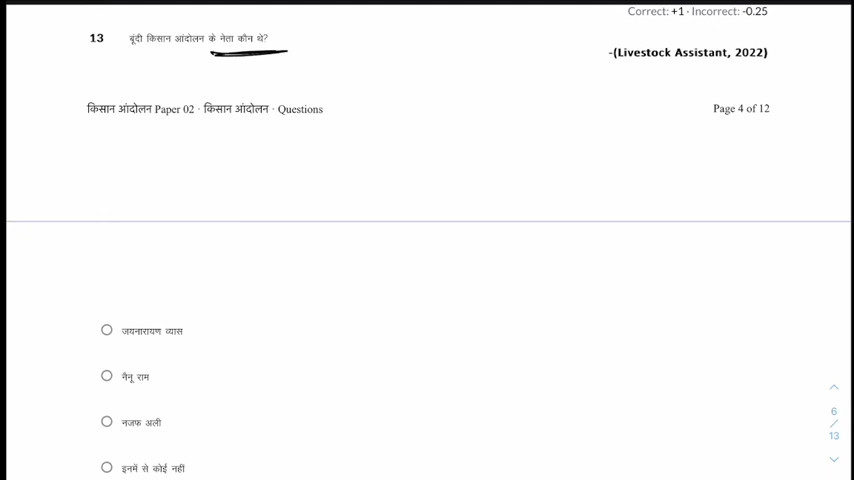 Correct: +1 · Incorrect: -0.25
13 बूंदी किसान आंदोलन के नेता कौन थे?
-(Livestock Assistant, 2022)
किसान आंदोलन Paper 02 · किसान आंदोलन · Questions
Page 4 of 12
जयनारायण व्यास
नैनू राम
नजफ अली
इनमें से कोई नहीं
6
/
13